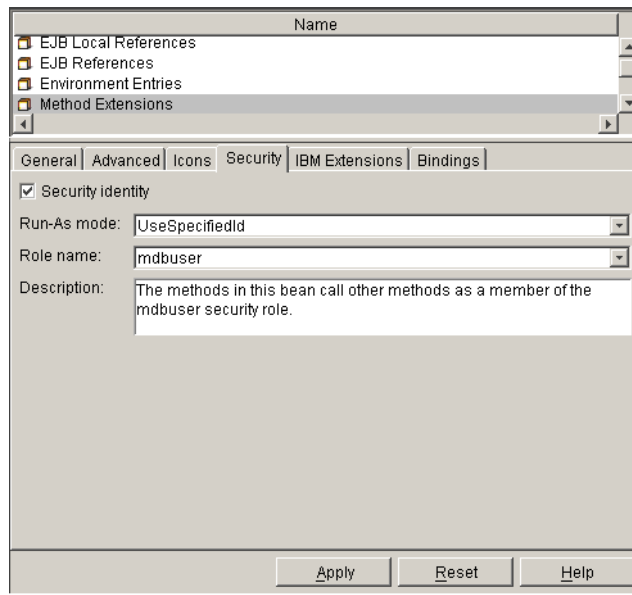 Name
EJB Local References
EJB References
Environment Entries
Method Extensions
General Advanced Icons Security IBM Extensions Bindings
Security identity
Run-As mode: UseSpecifiedId
Role name: mdbuser
Description: The methods in this bean call other methods as a member of the
mdbuser security role.
Apply Reset Help